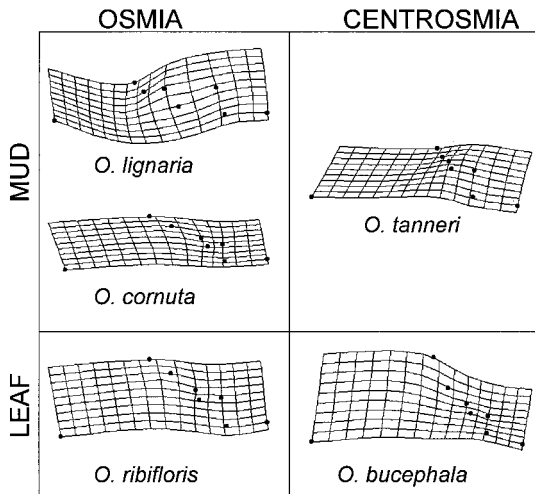 OSMIA CENTROSMIA
MUD
O. lignaria
O. tanneri
O. cornuta
LEAF
O. ribifloris
O. bucephala